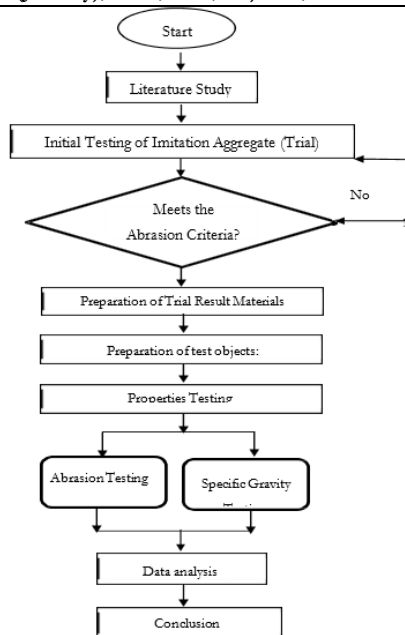 Start
Literature Study
Initial Testing of Imitation Aggregate (Trial)
No
Meets the
Abrasion Criteria?
Preparation of Trial Result Materials
Preparation of test objects:
Properties Testing
Abrasion Testing
Specific Gravity
Data analysis
Conclusion